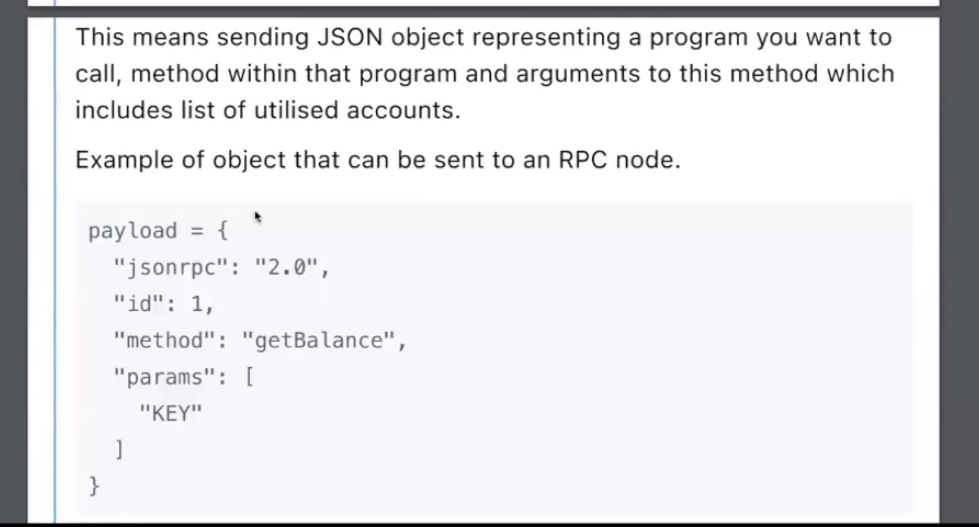 This means sending JSON object representing a program you want to
call, method within that program and arguments to this method which
includes list of utilised accounts.
Example of object that can be sent to an RPC node.
payload = {
"jsonrpc": "2.0",
"id": 1,
"method": "getBalance",
"params": [
"KEY"
]
}